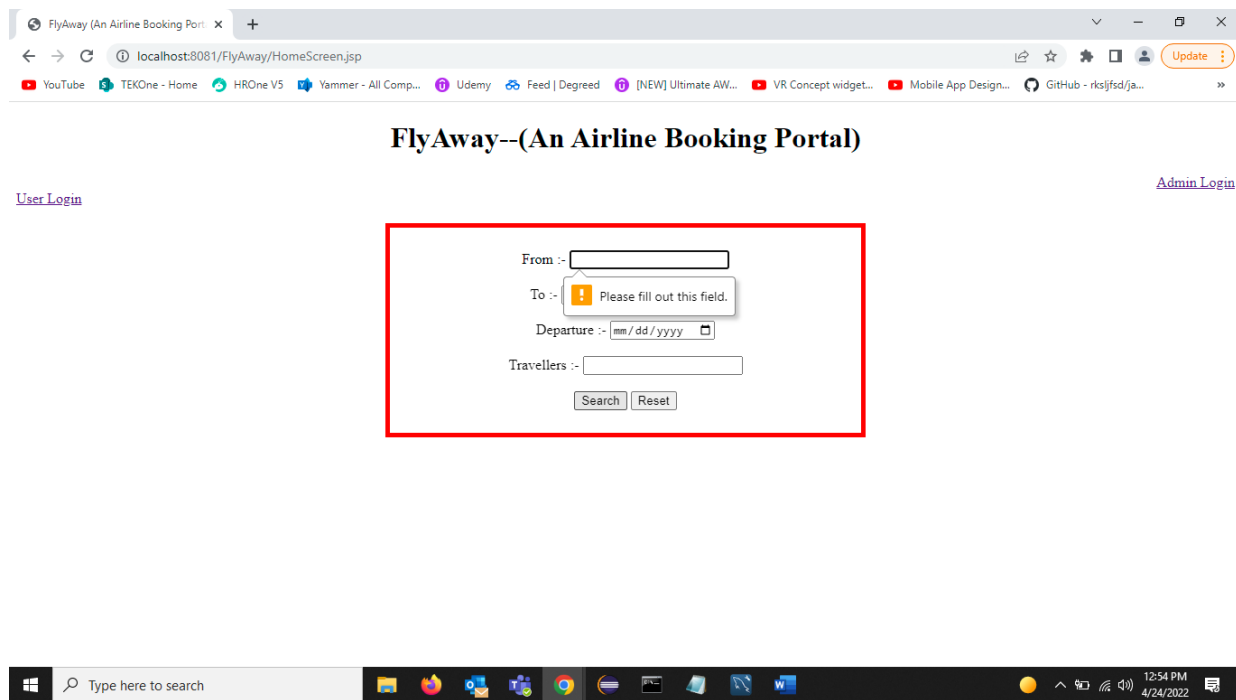 FlyAway (An Airline Booking Port
localhost:8081/FlyAway/HomeScreen.jsp
Update
YouTube TEKOne - Home HROne V5 Yammer - All Comp... Udemy Feed | Degreed [NEW] Ultimate AW... VR Concept widget... Mobile App Design... GitHub - rksljfsd/ja... »
FlyAway--(An Airline Booking Portal)
Admin Login
User Login
From :-
Please fill out this field.
To :-
Departure :- mm/dd/yyyy
Travellers :-
Search Reset
Type here to search
12:54 PM
4/24/2022